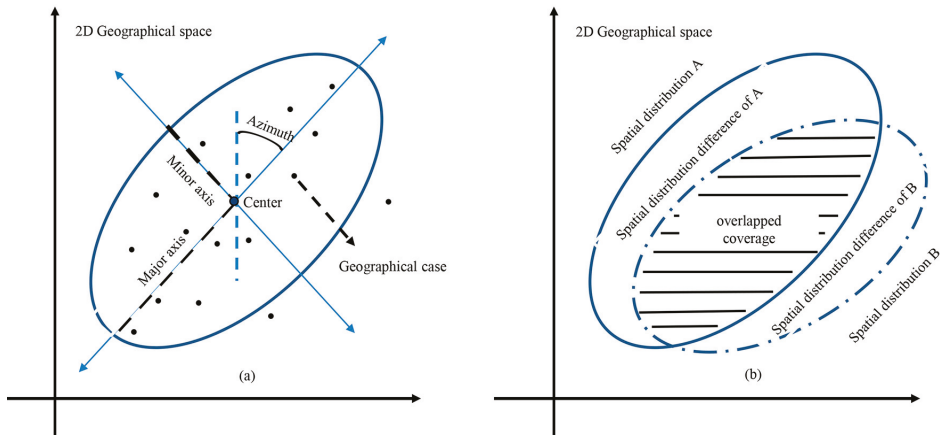 2D Geographical space
Azimuth
Minor axis
Center
Major axis
Geographical case
(a)
2D Geographical space
Spatial distribution A
Spatial distribution difference of A
overlapped
coverage
Spatial distribution difference of B
Spatial distribution B
(b)